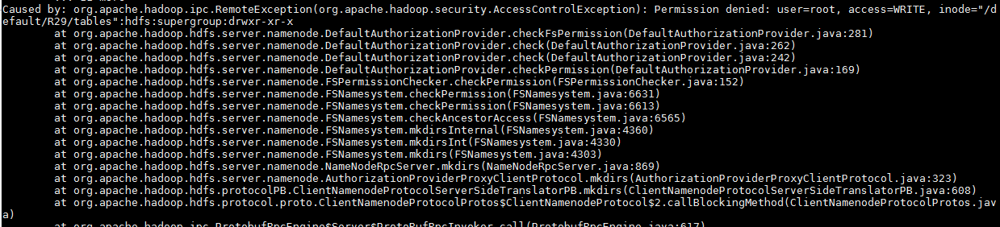 Caused by: org.apache.hadoop.ipc.RemoteException(org.apache.hadoop.security.AccessControlException): Permission denied: user=root, access=WRITE, inode="/d
efault/R29/tables":hdfs:supergroup:drwxr-xr-x
at org.apache.hadoop.hdfs.server.namenode.DefaultAuthorizationProvider.checkFsPermission(DefaultAuthorizationProvider.java:281)
at org.apache.hadoop.hdfs.server.namenode.DefaultAuthorizationProvider.check(DefaultAuthorizationProvider.java:262)
at org.apache.hadoop.hdfs.server.namenode.DefaultAuthorizationProvider.check(DefaultAuthorizationProvider.java:242)
at org.apache.hadoop.hdfs.server.namenode.DefaultAuthorizationProvider.checkPermission(DefaultAuthorizationProvider.java:169)
at org.apache.hadoop.hdfs.server.namenode.FSPermissionChecker.checkPermission(FSPermissionChecker.java:152)
at org.apache.hadoop.hdfs.server.namenode.FSNamesystem.checkPermission(FSNamesystem.java:6631)
at org.apache.hadoop.hdfs.server.namenode.FSNamesystem.checkPermission(FSNamesystem.java:6613)
at org.apache.hadoop.hdfs.server.namenode.FSNamesystem.checkAncestorAccess(FSNamesystem.java:6565)
at org.apache.hadoop.hdfs.server.namenode.FSNamesystem.mkdirsInternal(FSNamesystem.java:4360)
at org.apache.hadoop.hdfs.server.namenode.FSNamesystem.mkdirsInt(FSNamesystem.java:4330)
at org.apache.hadoop.hdfs.server.namenode.FSNamesystem.mkdirs(FSNamesystem.java:4303)
at org.apache.hadoop.hdfs.server.namenode.NameNodeRpcServer.mkdirs(NameNodeRpcServer.java:869)
at org.apache.hadoop.hdfs.server.namenode.AuthorizationProviderProxyClientProtocol.mkdirs(AuthorizationProviderProxyClientProtocol.java:323)
at org.apache.hadoop.hdfs.protocolPB.ClientNamenodeProtocolServerSideTranslatorPB.mkdirs(ClientNamenodeProtocolServerSideTranslatorPB.java:608)
at org.apache.hadoop.hdfs.protocol.proto.ClientNamenodeProtocolProtos$ClientNamenodeProtocol$2.callBlockingMethod(ClientNamenodeProtocolProtos.jav
a)
at org.apache.hadoop.ipc.ProtobufRpcEngine$Server$ProtoBufRpcInvoker.call(ProtobufRpcEngine.java:617)